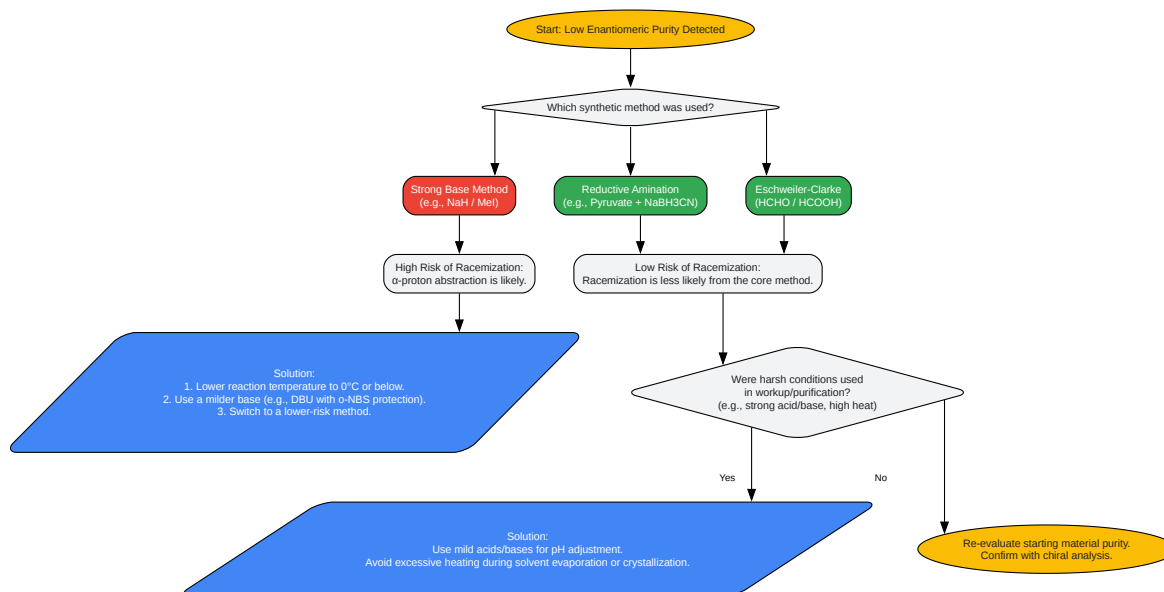 Start: Low Enantiomeric Purity Detected
Which synthetic method was used?
Strong Base Method
(e.g., NaH / MeI)
Reductive Amination
(e.g., Pyruvate + NaBH3CN)
Eschweiler-Clarke
(HCHO / HCOOH)
High Risk of Racemization:
α-proton abstraction is likely.
Low Risk of Racemization:
Racemization is less likely from the core method.
Solution:
1. Lower reaction temperature to 0°C or below.
2. Use a milder base (e.g., DBU with o-NBS protection).
3. Switch to a lower-risk method.
Were harsh conditions used
in workup/purification?
(e.g., strong acid/base, high heat)
Yes
No
Solution:
Use mild acids/bases for pH adjustment.
Avoid excessive heating during solvent evaporation or crystallization.
Re-evaluate starting material purity.
Confirm with chiral analysis.